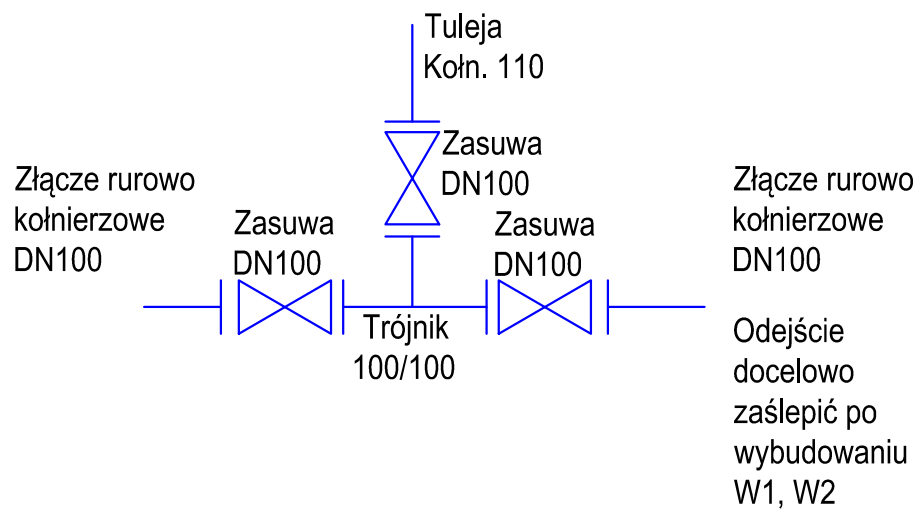 Tuleja
Kołn. 110
Zasuwa
DN100
Złącze rurowo
kołnierzowe
DN100
Zasuwa
DN100
Zasuwa
DN100
Złącze rurowo
kołnierzowe
DN100
Trójnik
100/100
Odejście
docelowo
zaślepić po
wybudowaniu
W1, W2